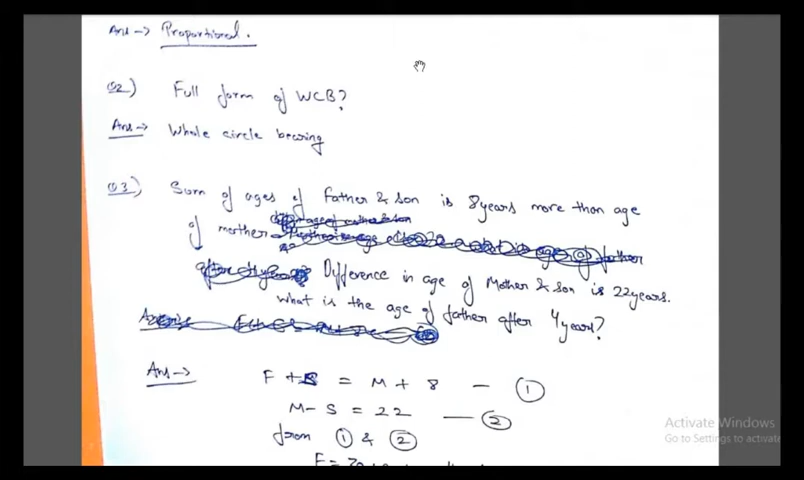 Ans → Proportional.
Q2) Full form of WCB?
Ans → Whole circle bearing
Q3) Sum of ages of Father & son is 8years more than age
of mother
Difference in age of Mother & son is 22years.
What is the age of father after 4years?
Ans →
F + S = M + 8 — ①
M - S = 22 — ②
from ① & ②
Activate Windows
Go to Settings to activate